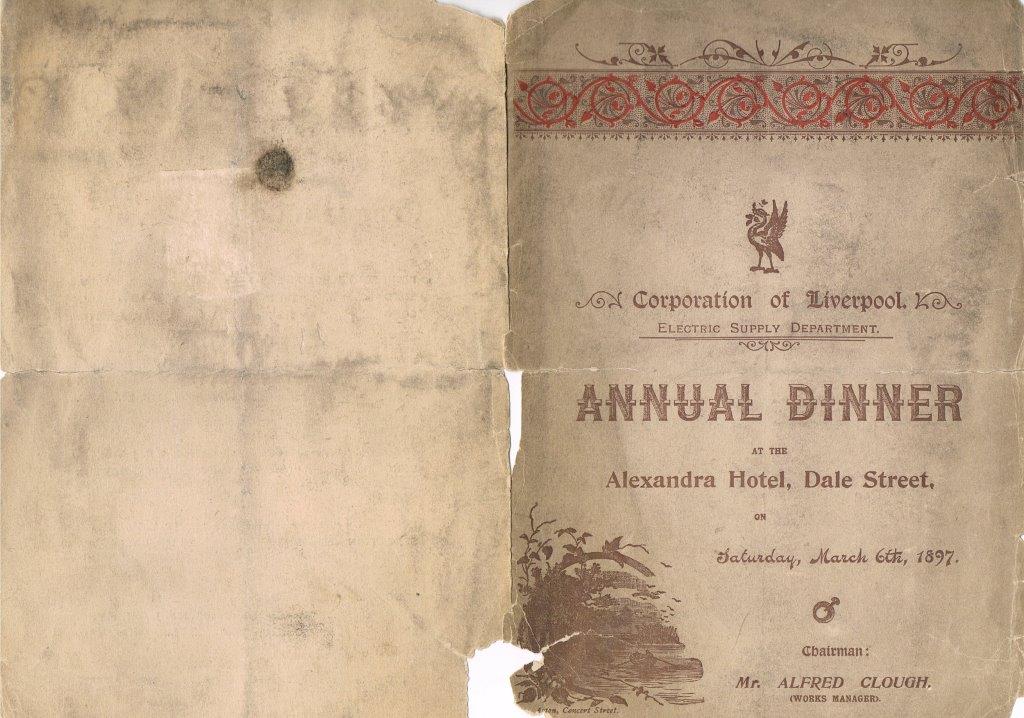 Corporation of Liverpool.
ELECTRIC SUPPLY DEPARTMENT.
ANNUAL DINNER
AT THE
Alexandra Hotel, Dale Street,
ON
Saturday, March 6th, 1897.
Chairman:
Mr. ALFRED CLOUGH,
(WORKS MANAGER).
Concert Street.